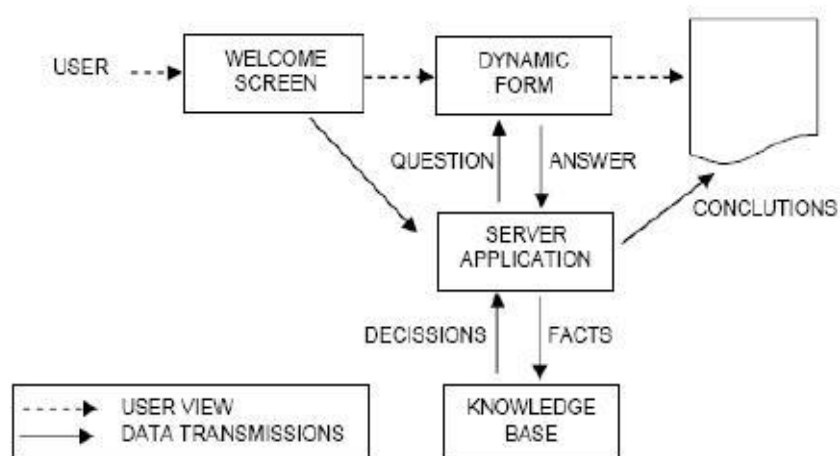 USER
WELCOME
SCREEN
DYNAMIC
FORM
QUESTION
ANSWER
CONCLUTIONS
SERVER
APPLICATION
DECISSIONS
FACTS
USER VIEW
DATA TRANSMISSIONS
KNOWLEDGE
BASE